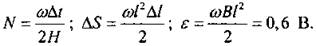 N = ωΔt / 2H ; ΔS = ωl²Δl / 2 ; ε = ωBl² / 2 = 0,6 В.